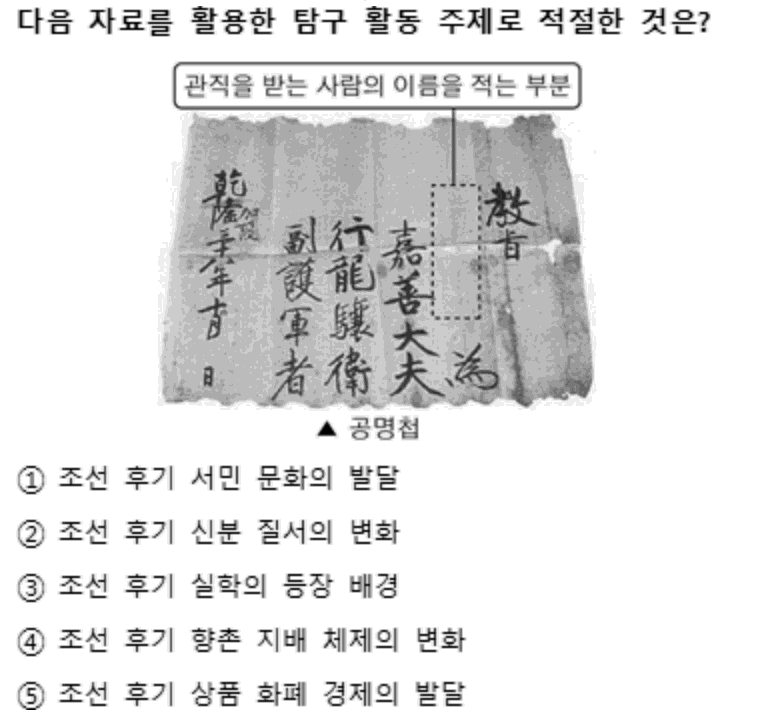 다음 자료를 활용한 탐구 활동 주제로 적절한 것은?
관직을 받는 사람의 이름을 적는 부분
敎旨
爲
嘉善大夫
行龍驤衛
副護軍者
乾隆 年 月 日
加設
▲ 공명첩
① 조선 후기 서민 문화의 발달
② 조선 후기 신분 질서의 변화
③ 조선 후기 실학의 등장 배경
④ 조선 후기 향촌 지배 체제의 변화
⑤ 조선 후기 상품 화폐 경제의 발달